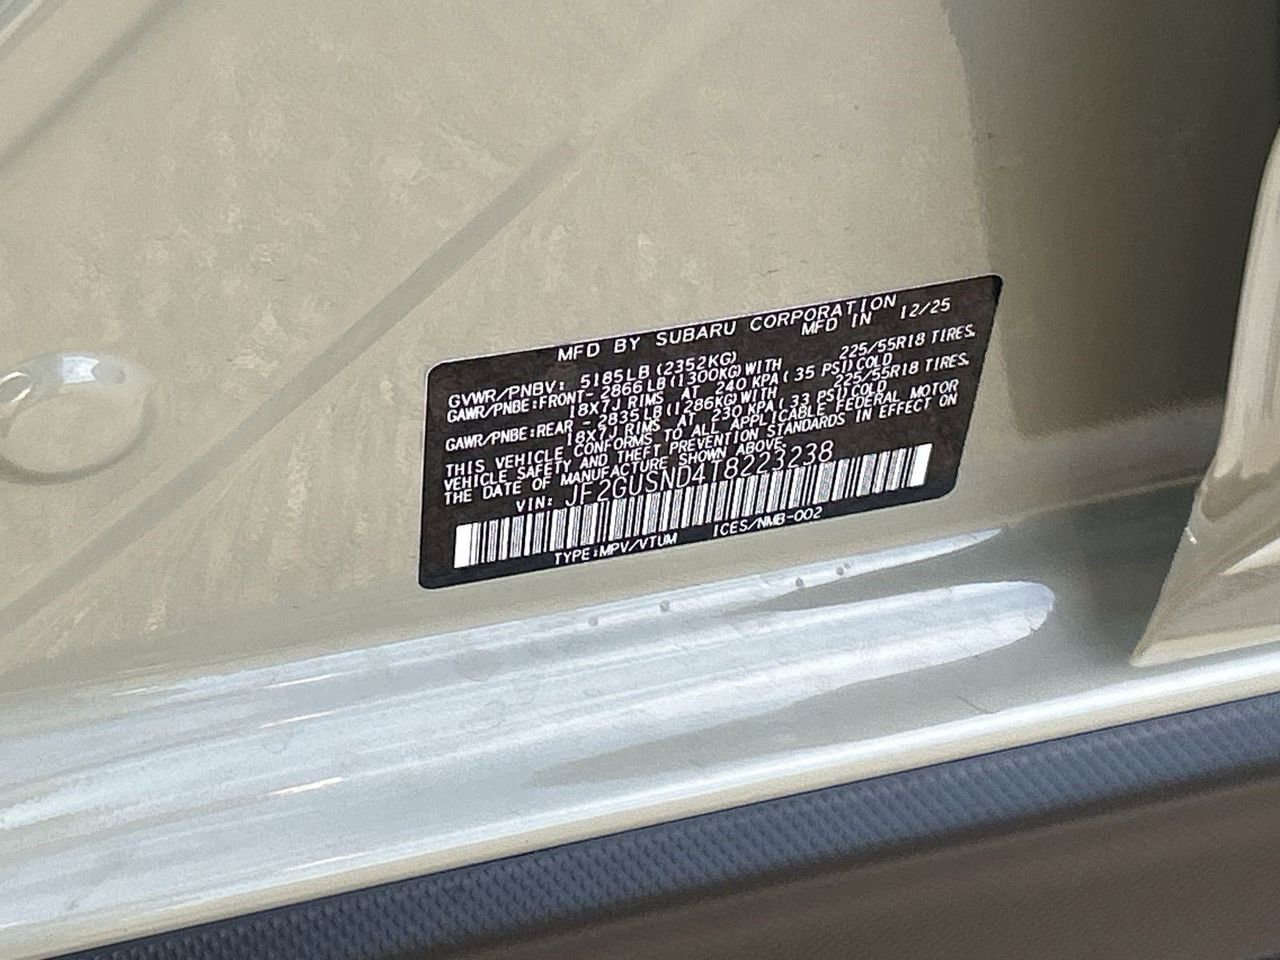 MFD BY SUBARU CORPORATION
MFD IN 12/25
GVWR/PNBV: 5185LB(2352KG)
GAWR/PNBE:FRONT-2866LB(1300KG)WITH 225/55R18 TIRES,
18x7J RIMS AT 240 KPA(35 PSI)COLD
GAWR/PNBE:REAR -2835LB(1286KG)WITH 225/55R18 TIRES,
18x7J RIMS AT 230 KPA(33 PSI)COLD
THIS VEHICLE CONFORMS TO ALL APPLICABLE FEDERAL MOTOR
VEHICLE SAFETY AND THEFT PREVENTION STANDARDS IN EFFECT ON
THE DATE OF MANUFACTURE SHOWN ABOVE.
VIN: JF2GUSND4T8223238
TYPE:MPV/VTUM ICES/NMB-002